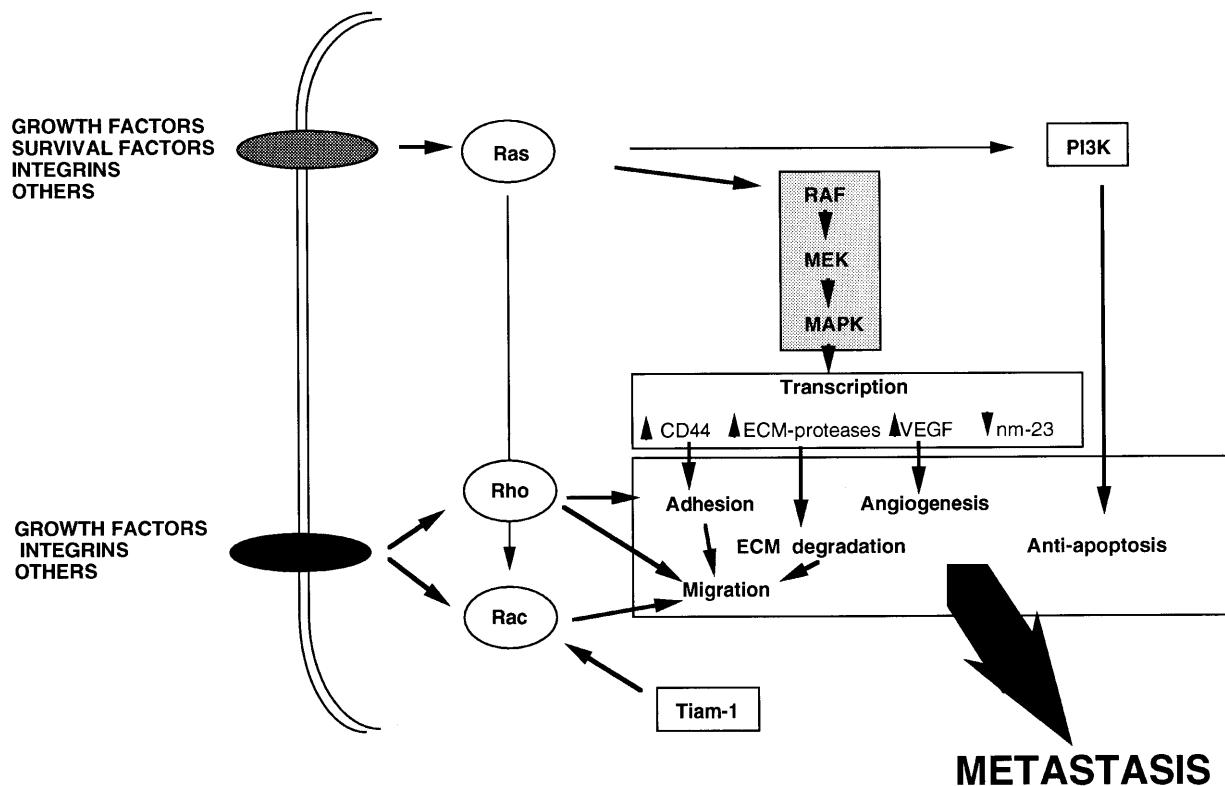 GROWTH FACTORS
SURVIVAL FACTORS
INTEGRINS
OTHERS
Ras
PI3K
RAF
MEK
MAPK
Transcription
CD44 ECM-proteases VEGF nm-23
Rho
Adhesion
Angiogenesis
GROWTH FACTORS
INTEGRINS
OTHERS
ECM degradation
Anti-apoptosis
Migration
Rac
Tiam-1
METASTASIS